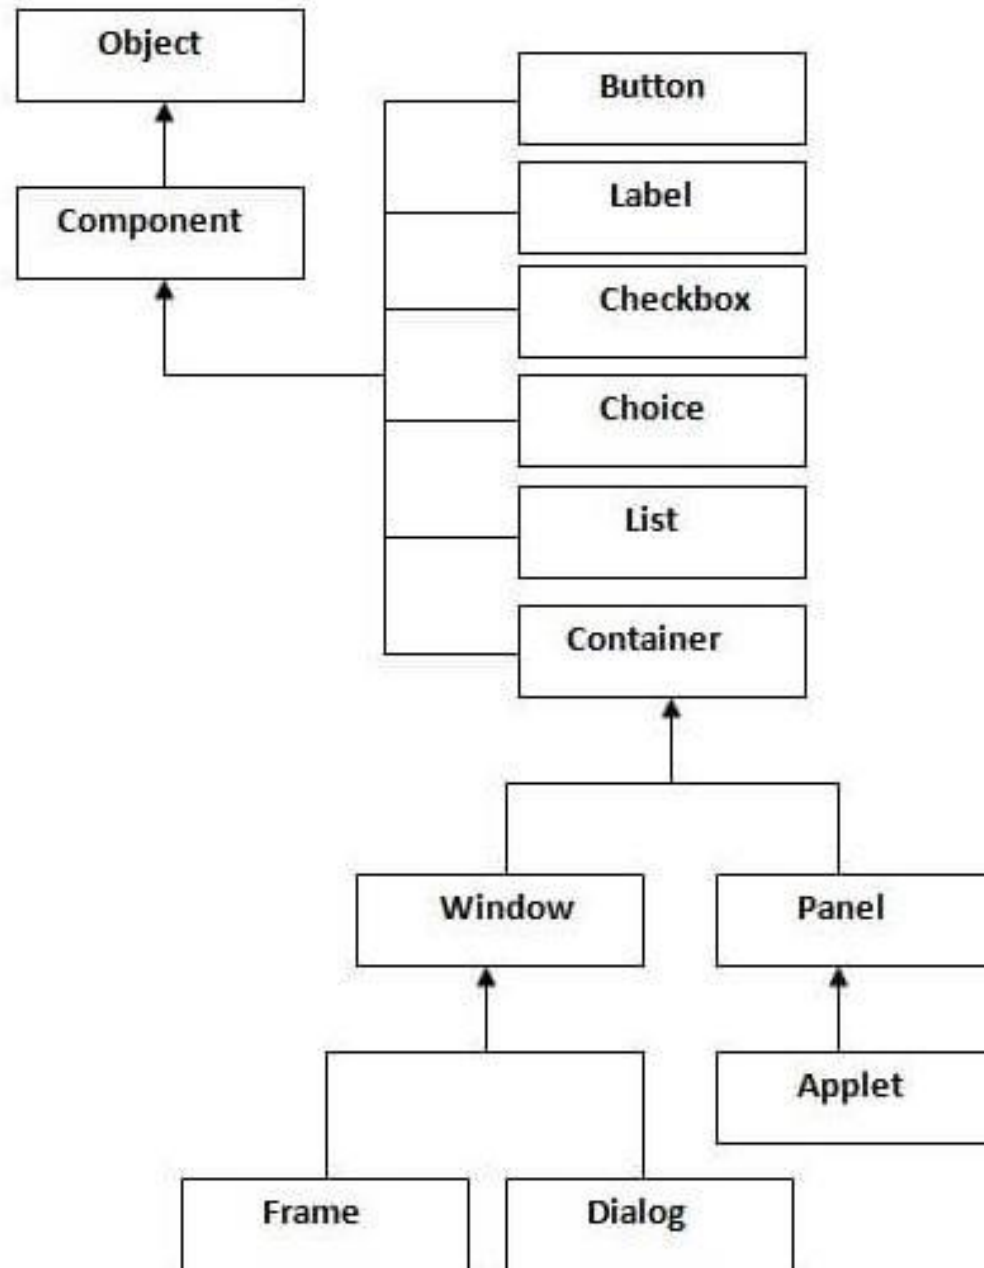 Object
Button
Label
Component
Checkbox
Choice
List
Container
Window
Panel
Applet
Frame
Dialog